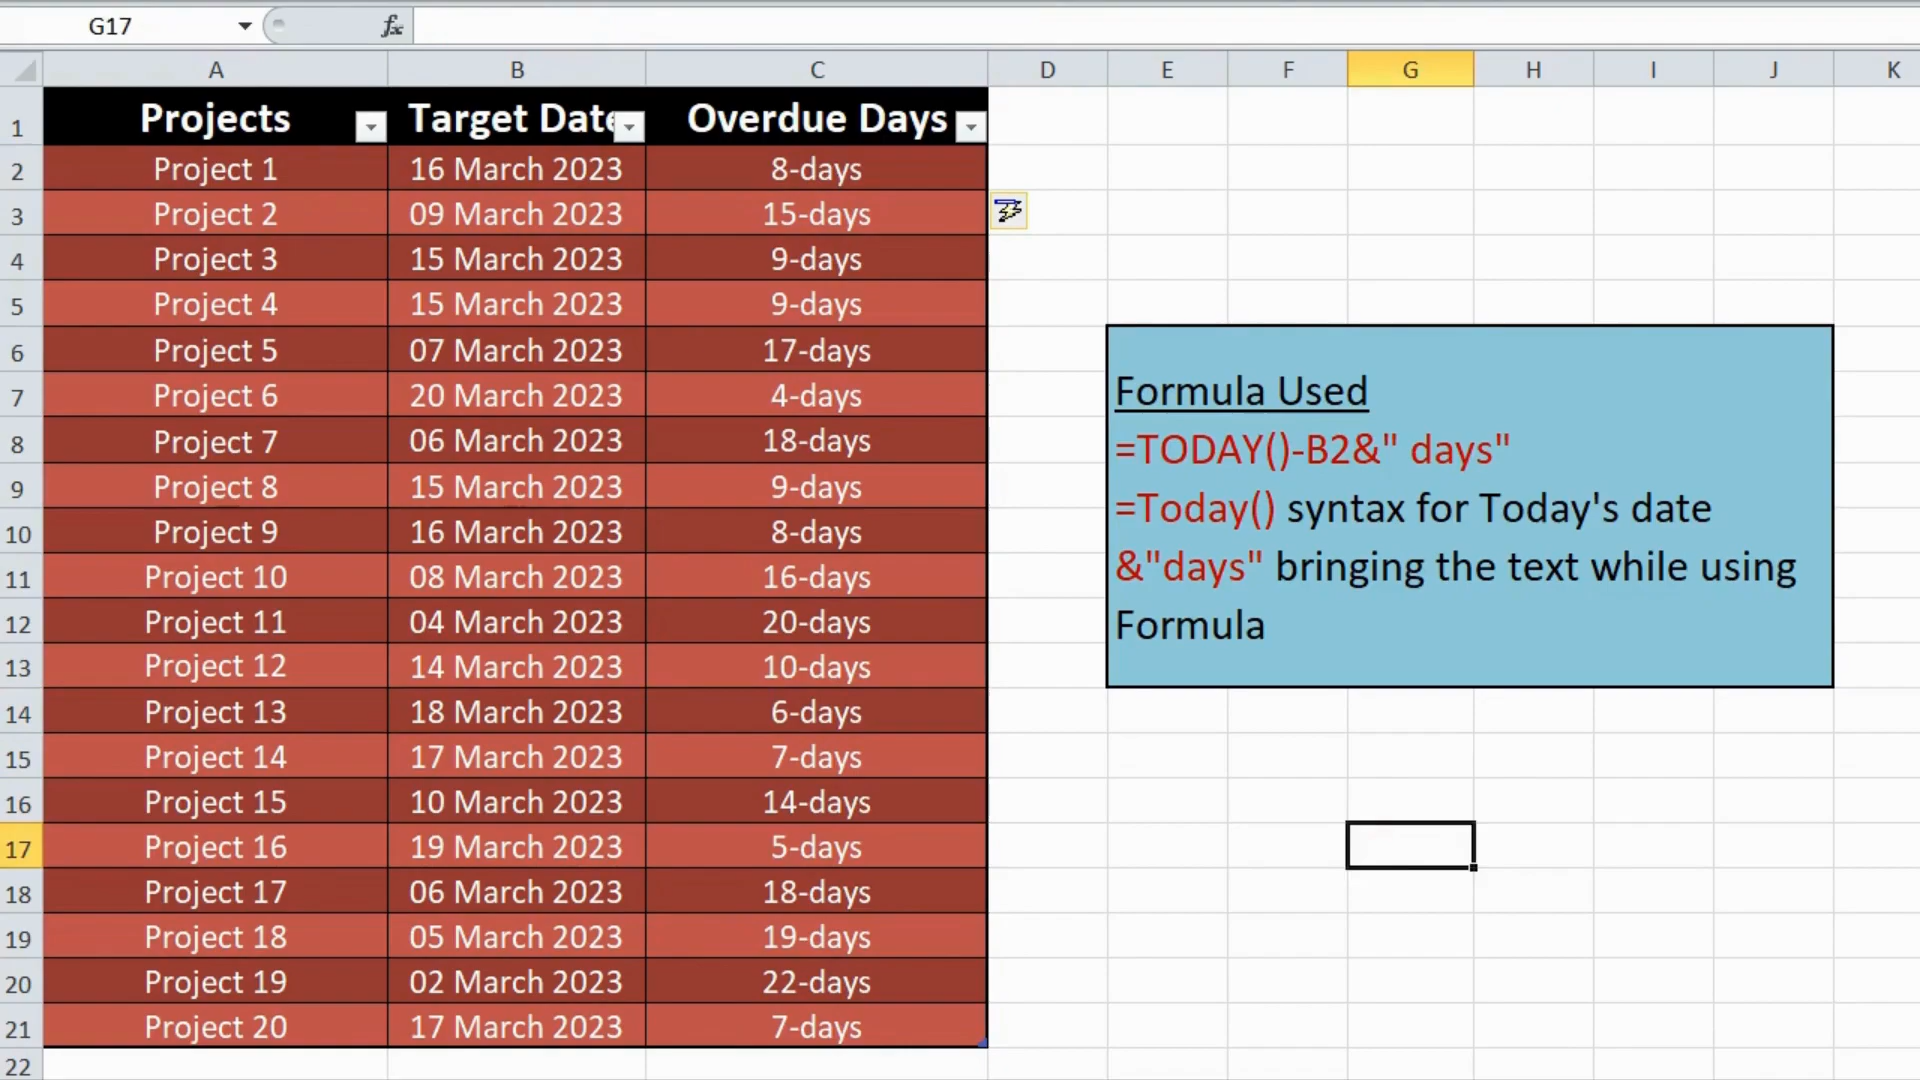 G17 fx
A B C D E F G H I J K
1 Projects Target Date Overdue Days
2 Project 1 16 March 2023 8-days
3 Project 2 09 March 2023 15-days
4 Project 3 15 March 2023 9-days
5 Project 4 15 March 2023 9-days
6 Project 5 07 March 2023 17-days
7 Project 6 20 March 2023 4-days
8 Project 7 06 March 2023 18-days
9 Project 8 15 March 2023 9-days
10 Project 9 16 March 2023 8-days
11 Project 10 08 March 2023 16-days
12 Project 11 04 March 2023 20-days
13 Project 12 14 March 2023 10-days
14 Project 13 18 March 2023 6-days
15 Project 14 17 March 2023 7-days
16 Project 15 10 March 2023 14-days
17 Project 16 19 March 2023 5-days
18 Project 17 06 March 2023 18-days
19 Project 18 05 March 2023 19-days
20 Project 19 02 March 2023 22-days
21 Project 20 17 March 2023 7-days
22
Formula Used
=TODAY()-B2&" days"
=Today() syntax for Today's date
&"days" bringing the text while using
Formula